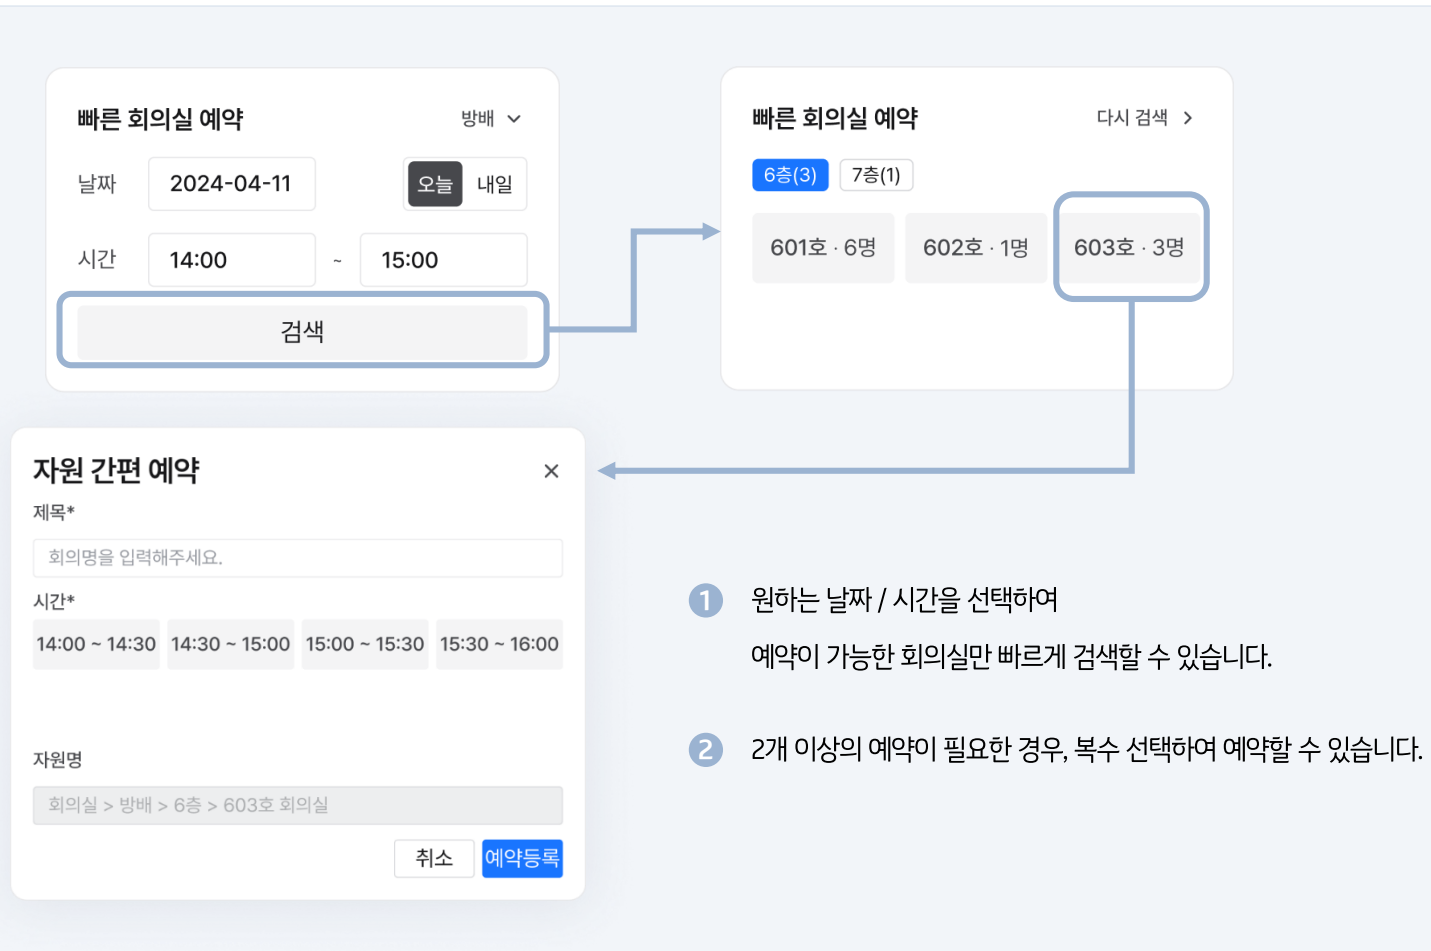 빠른 회의실 예약
방배
날짜 2024-04-11 오늘 내일
시간 14:00 ~ 15:00
검색
빠른 회의실 예약
다시 검색
6층(3) 7층(1)
601호 · 6명 602호 · 1명 603호 · 3명
자원 간편 예약
제목*
회의명을 입력해주세요.
시간*
14:00 ~ 14:30 14:30 ~ 15:00 15:00 ~ 15:30 15:30 ~ 16:00
자원명
회의실 > 방배 > 6층 > 603호 회의실
취소 예약등록
1 원하는 날짜 / 시간을 선택하여
예약이 가능한 회의실만 빠르게 검색할 수 있습니다.
2 2개 이상의 예약이 필요한 경우, 복수 선택하여 예약할 수 있습니다.